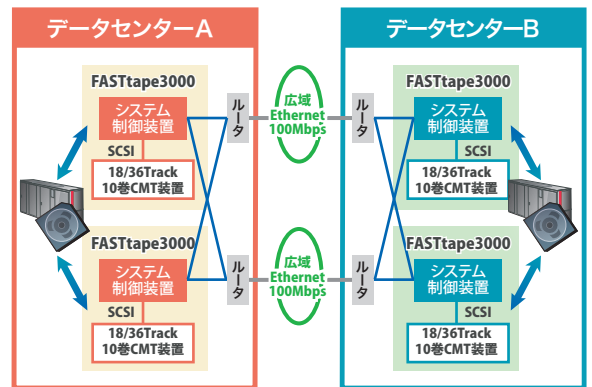 データセンターA
FASTtape3000
システム
制御装置
SCSI
18/36Track
10巻CMT装置
FASTtape3000
システム
制御装置
SCSI
18/36Track
10巻CMT装置
ルータ
ルータ
広域
Ethernet
100Mbps
広域
Ethernet
100Mbps
データセンターB
ルータ
ルータ
FASTtape3000
システム
制御装置
SCSI
18/36Track
10巻CMT装置
FASTtape3000
システム
制御装置
SCSI
18/36Track
10巻CMT装置